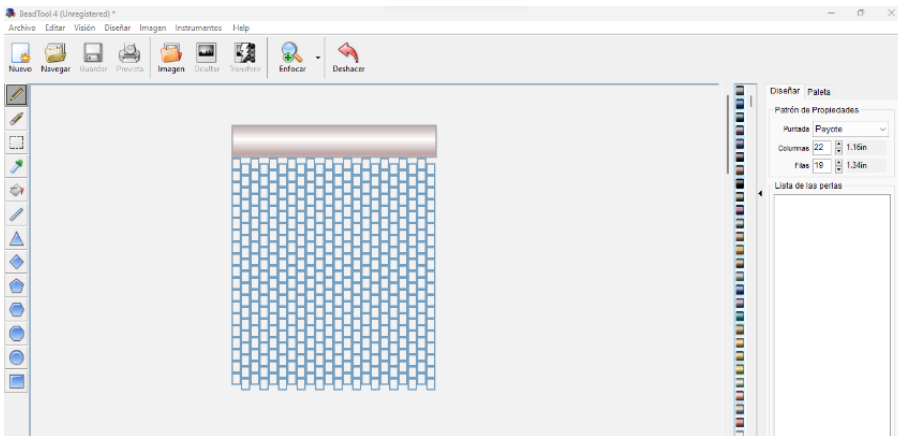 BeadTool 4 (Unregistered) *
Archivo Editar Visión Diseñar Imagen Instrumentos Help
Nuevo Navegar Guardar Prevista Imagen Ocultar Transferir Enfocar Deshacer
Diseñar Paleta
Patrón de Propiedades
Puntada Peyote
Columnas 22 1.16in
Filas 19 1.34in
Lista de las perlas